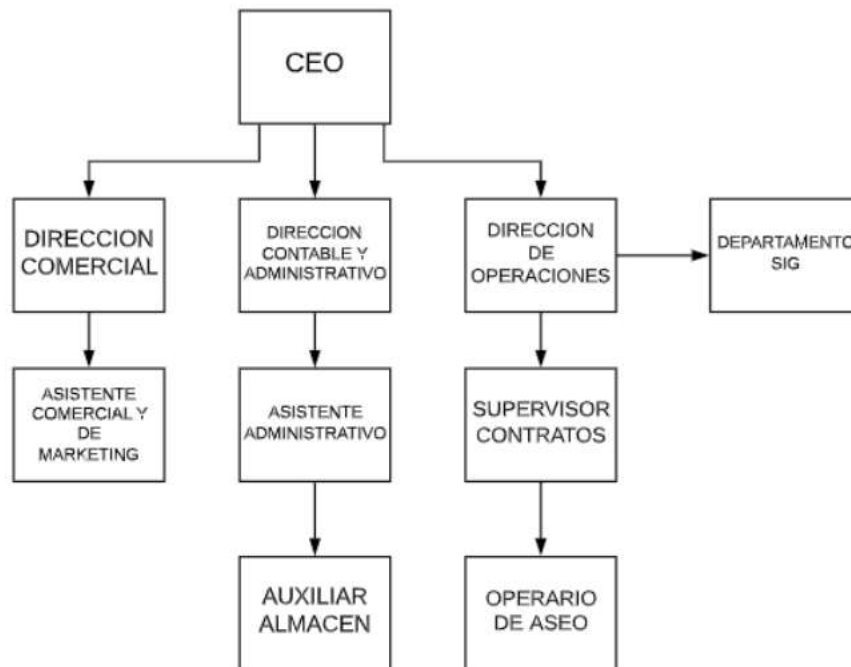 CEO
DIRECCION
COMERCIAL
DIRECCION
CONTABLE Y
ADMINISTRATIVO
DIRECCION
DE
OPERACIONES
DEPARTAMENTO
SIG
ASISTENTE
COMERCIAL Y
DE
MARKETING
ASISTENTE
ADMINISTRATIVO
SUPERVISOR
CONTRATOS
AUXILIAR
ALMACEN
OPERARIO
DE ASEO